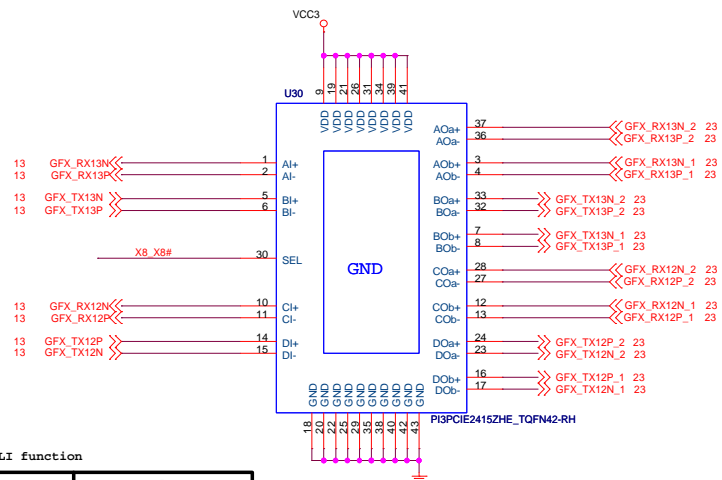 VCC3
U30
9 19 21 26 31 34 39 41
VDD VDD VDD VDD VDD VDD VDD VDD
13 GFX_RX13N 1 AI+
13 GFX_RX13P 2 AI-
13 GFX_TX13N 5 BI+
13 GFX_TX13P 6 BI-
X8_X8# 30 SEL
13 GFX_RX12N 10 CI+
13 GFX_RX12P 11 CI-
13 GFX_TX12P 14 DI+
13 GFX_TX12N 15 DI-
GND
AOa+ 37 GFX_RX13N_2 23
AOa- 36 GFX_RX13P_2 23
AOb+ 3 GFX_RX13N_1 23
AOb- 4 GFX_RX13P_1 23
BOa+ 33 GFX_TX13N_2 23
BOa- 32 GFX_TX13P_2 23
BOb+ 7 GFX_TX13N_1 23
BOb- 8 GFX_TX13P_1 23
COa+ 28 GFX_RX12N_2 23
COa- 27 GFX_RX12P_2 23
COb+ 12 GFX_RX12N_1 23
COb- 13 GFX_RX12P_1 23
DOa+ 24 GFX_TX12P_2 23
DOa- 23 GFX_TX12N_2 23
DOb+ 16 GFX_TX12P_1 23
DOb- 17 GFX_TX12N_1 23
GND GND GND GND GND GND GND GND GND
18 20 22 25 29 35 38 40 42 43
PI3PCIE2415ZHE_TQFN42-RH
LI function